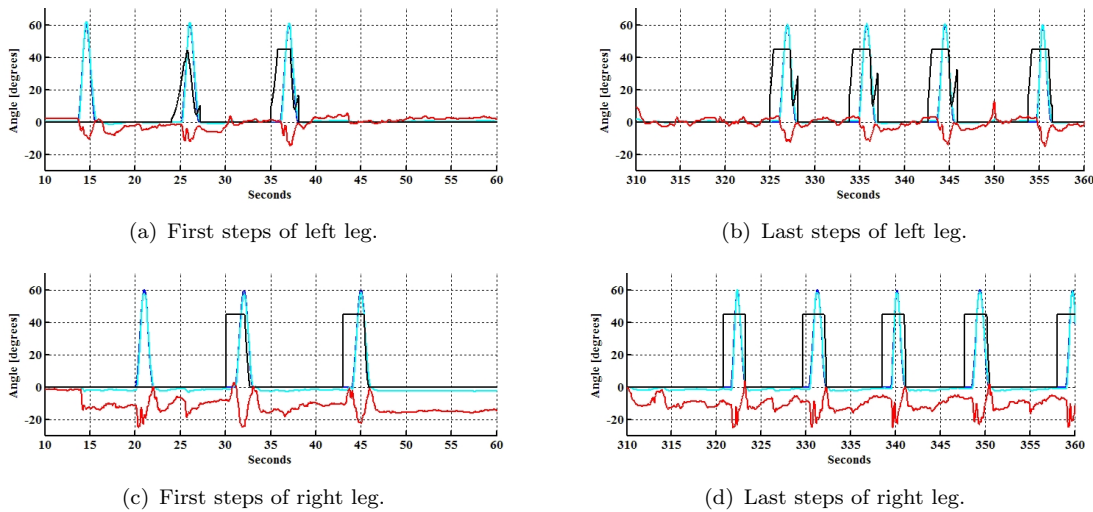 60
40
20
0
-20
Angle [degrees]
10 15 20 25 30 35 40 45 50 55 60
Seconds
(a) First steps of left leg.
60
40
20
0
-20
Angle [degrees]
310 315 320 325 330 335 340 345 350 355 360
Seconds
(b) Last steps of left leg.
60
40
20
0
-20
Angle [degrees]
10 15 20 25 30 35 40 45 50 55 60
Seconds
(c) First steps of right leg.
60
40
20
0
-20
Angle [degrees]
310 315 320 325 330 335 340 345 350 355 360
Seconds
(d) Last steps of right leg.